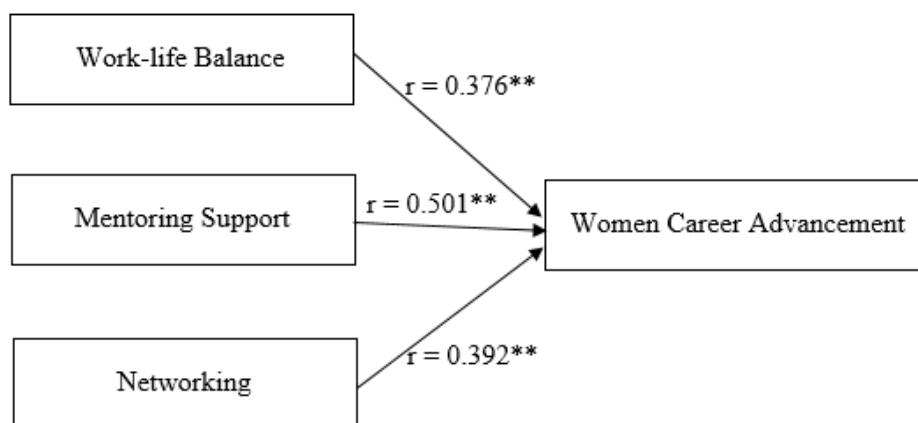 Work-life Balance
r = 0.376**
Mentoring Support
r = 0.501**
Women Career Advancement
r = 0.392**
Networking